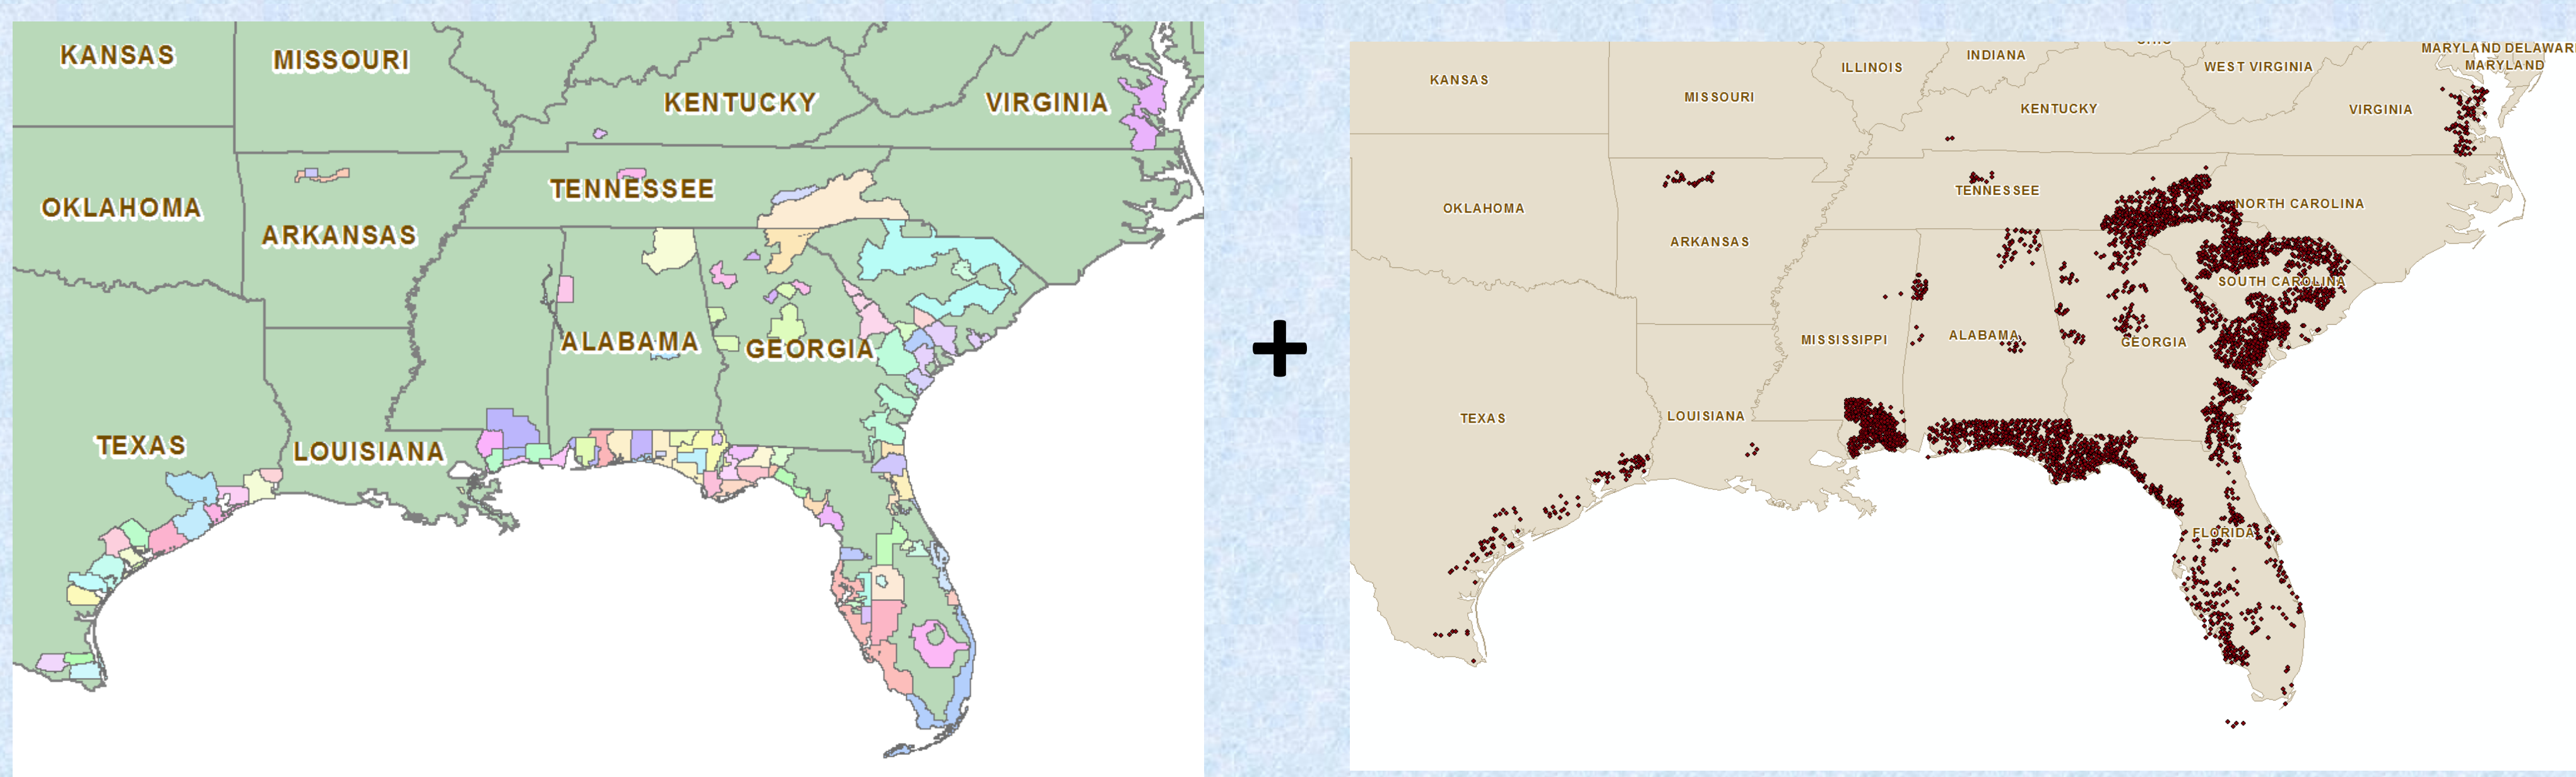 KANSAS
MISSOURI
KENTUCKY
VIRGINIA
OKLAHOMA
TENNESSEE
ARKANSAS
ALABAMA
GEORGIA
TEXAS
LOUISIANA
+
MARYLAND DELAWAR
MARYLAND
INDIANA
ILLINOIS
WEST VIRGINIA
KANSAS
MISSOURI
KENTUCKY
VIRGINIA
TENNESSEE
OKLAHOMA
NORTH CAROLINA
ARKANSAS
SOUTH CAROLINA
MISSISSIPPI
ALABAMA
GEORGIA
TEXAS
LOUISIANA
FLORIDA